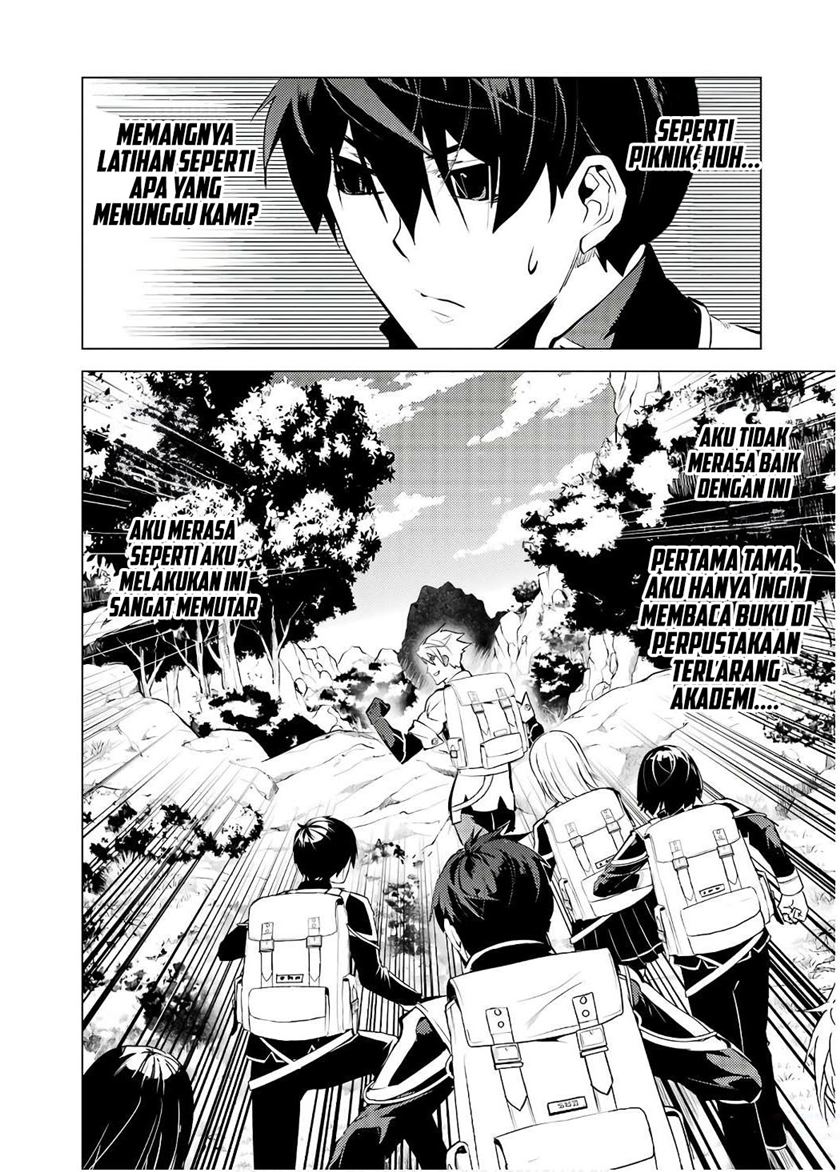 SEPERTI
PIKNIK, HUH...
MEMANGNYA
LATIHAN SEPERTI
APA YANG
MENUNGGU KAMI?
AKU TIDAK
MERASA BAIK
DENGAN INI
PERTAMA TAMA,
AKU HANYA INGIN
MEMBACA BUKU DI
PERPUSTAKAAN
TERLARANG
AKADEMI....
AKU MERASA
SEPERTI AKU
MELAKUKAN INI
SANGAT MEMUTAR